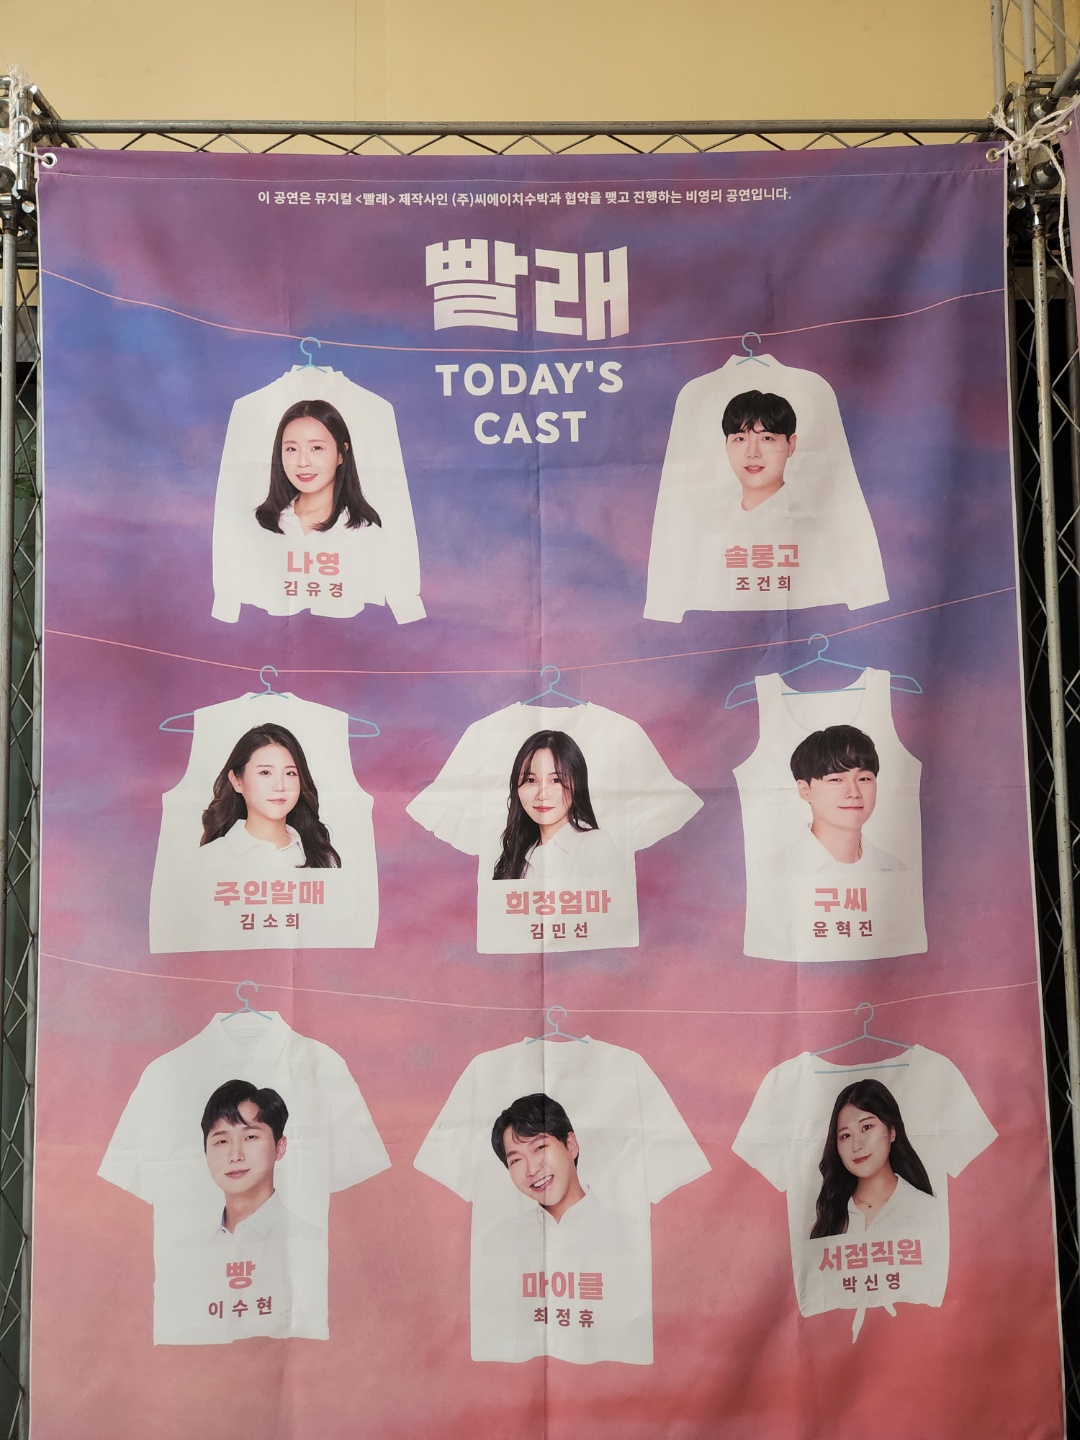 이 공연은 뮤지컬 <빨래> 제작사인 (주)씨에이치수박과 협약을 맺고 진행하는 비영리 공연입니다.
빨래
TODAY'S
CAST
나영
김유경
솔롱고
조건희
주인할매
김소희
희정엄마
김민선
구씨
윤혁진
빵
이수현
마이클
최정휴
서점직원
박신영